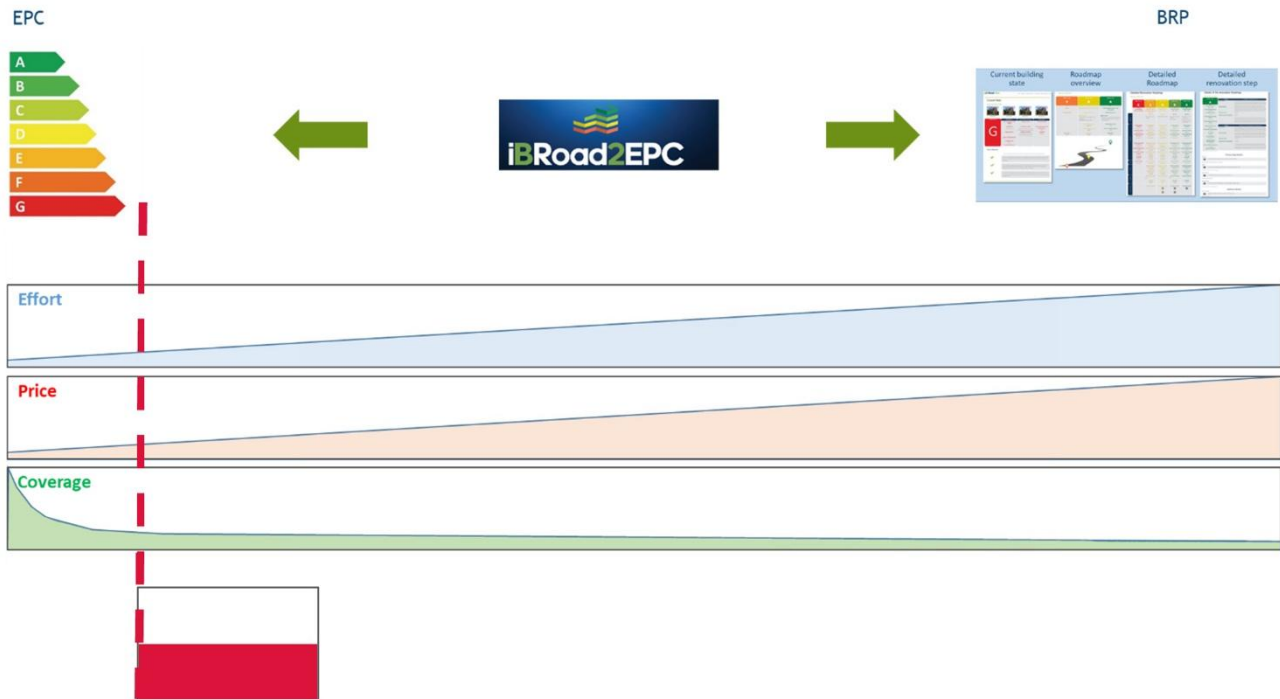 EPC
BRP
A
B
C
D
E
F
G
iBRoad2EPC
Current building
state
Roadmap
overview
Detailed
Roadmap
Detailed
renovation step
G
Effort
Price
Coverage